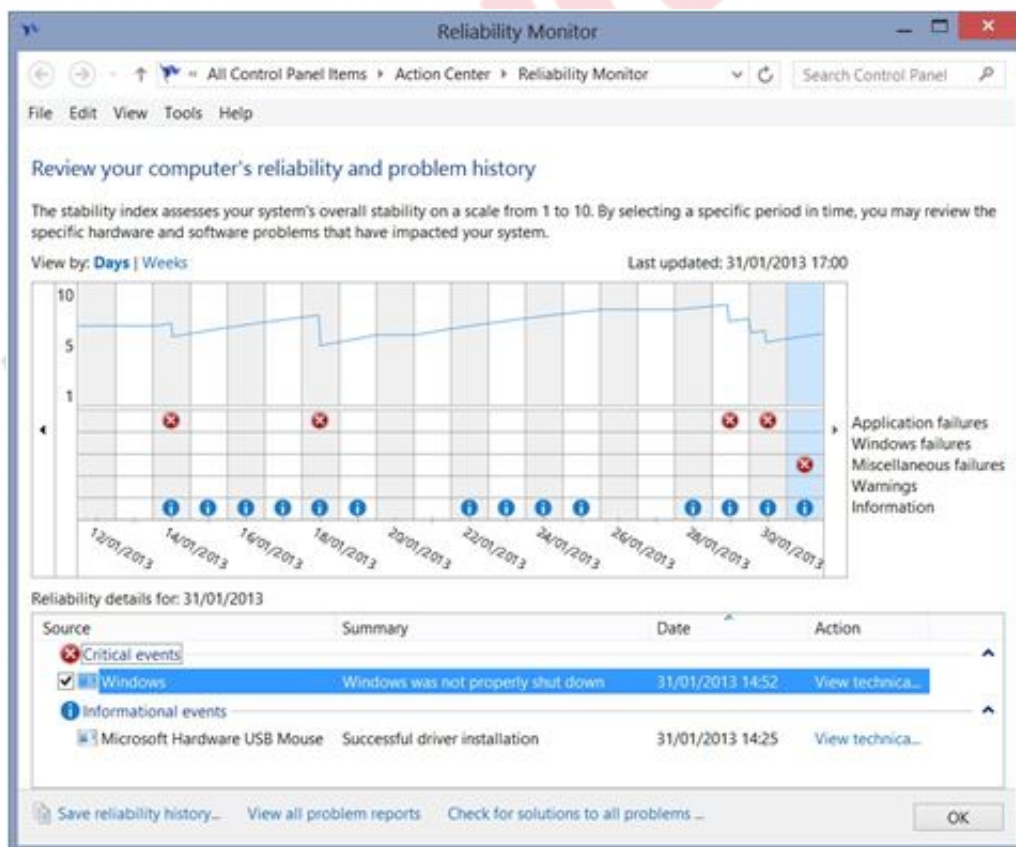 Reliability Monitor
« All Control Panel Items ▸ Action Center ▸ Reliability Monitor
Search Control Panel
File Edit View Tools Help
Review your computer's reliability and problem history
The stability index assesses your system's overall stability on a scale from 1 to 10. By selecting a specific period in time, you may review the
specific hardware and software problems that have impacted your system.
View by: Days | Weeks
Last updated: 31/01/2013 17:00
10
5
1
Application failures
Windows failures
Miscellaneous failures
Warnings
Information
12/01/2013 14/01/2013 16/01/2013 18/01/2013 20/01/2013 22/01/2013 24/01/2013 26/01/2013 28/01/2013 30/01/2013
Reliability details for: 31/01/2013
Source Summary Date Action
Critical events
Windows Windows was not properly shut down 31/01/2013 14:52 View technica...
Informational events
Microsoft Hardware USB Mouse Successful driver installation 31/01/2013 14:25 View technica...
Save reliability history... View all problem reports Check for solutions to all problems ...
OK